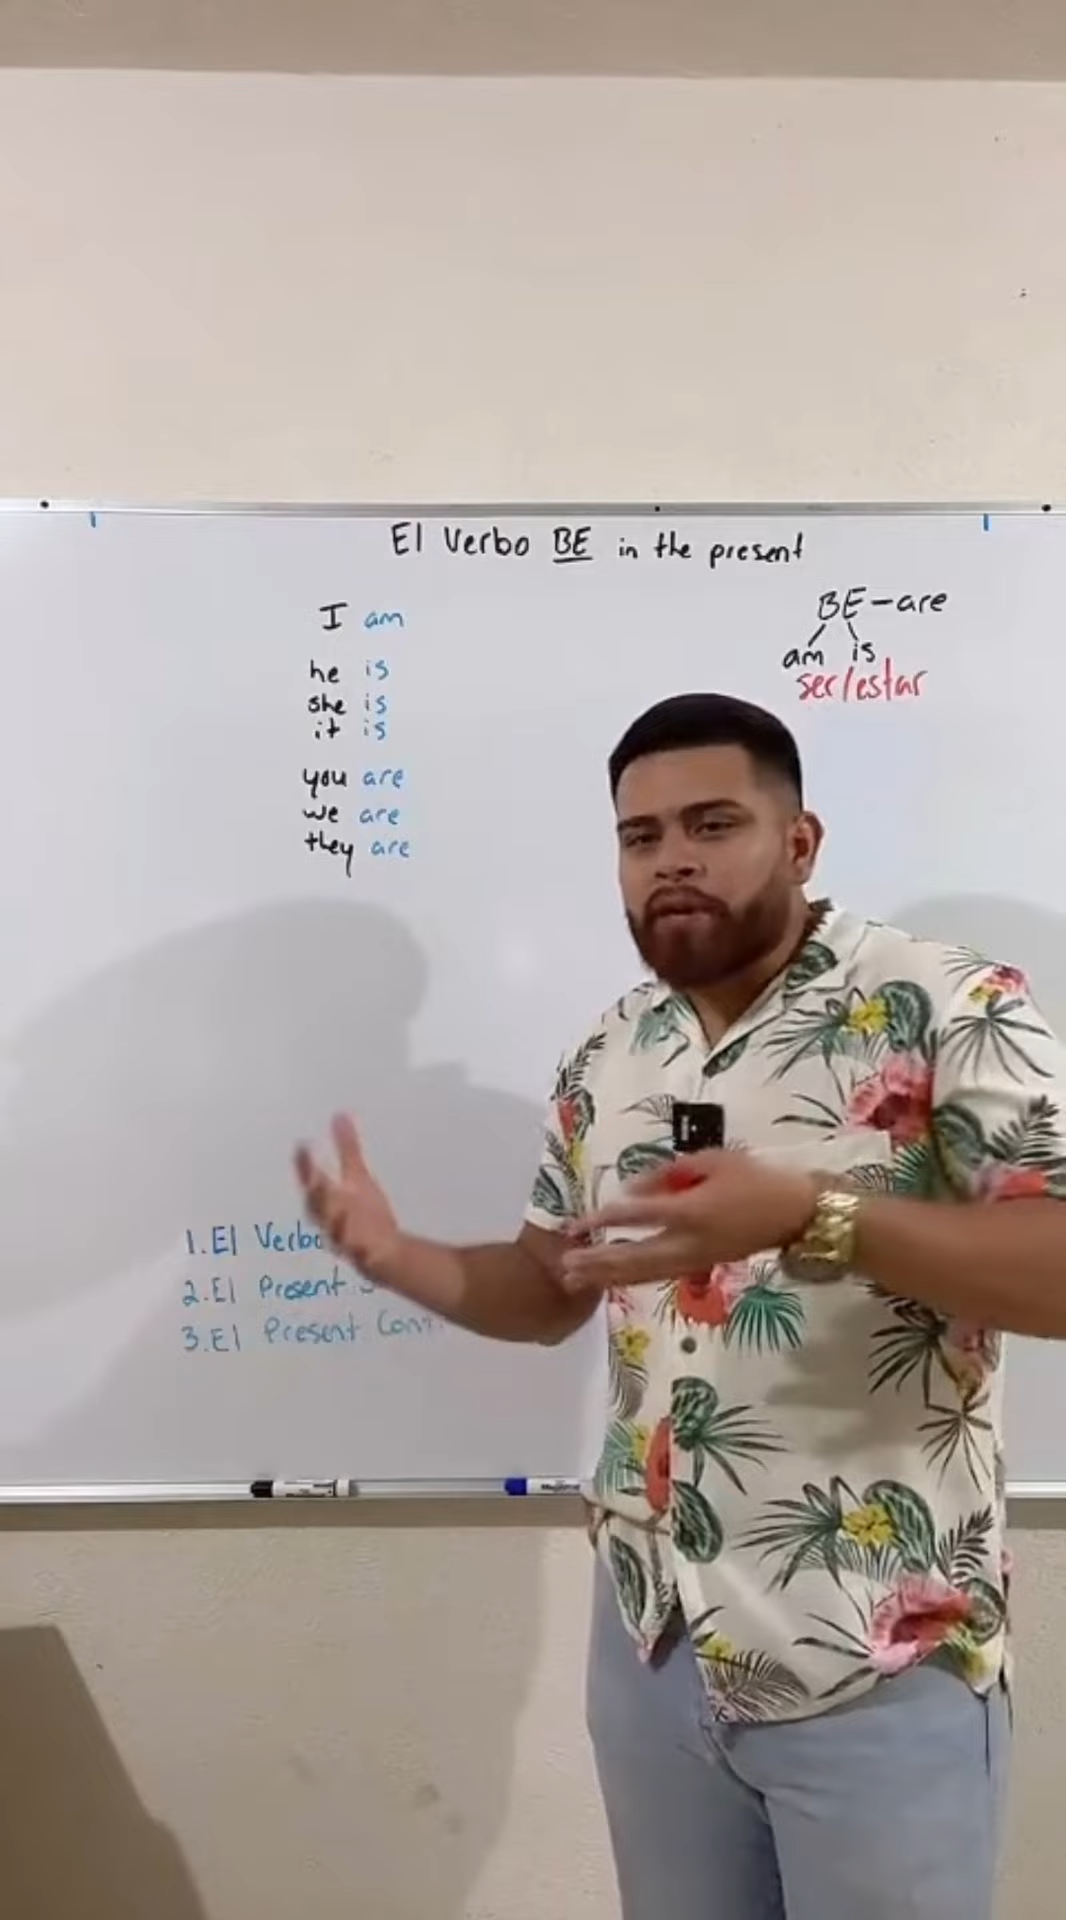 El Verbo BE in the present
I am
he is
she is
it is
you are
we are
they are
BE - are
am is
ser/estar
1. El Verbo
2. El Present
3. El Present